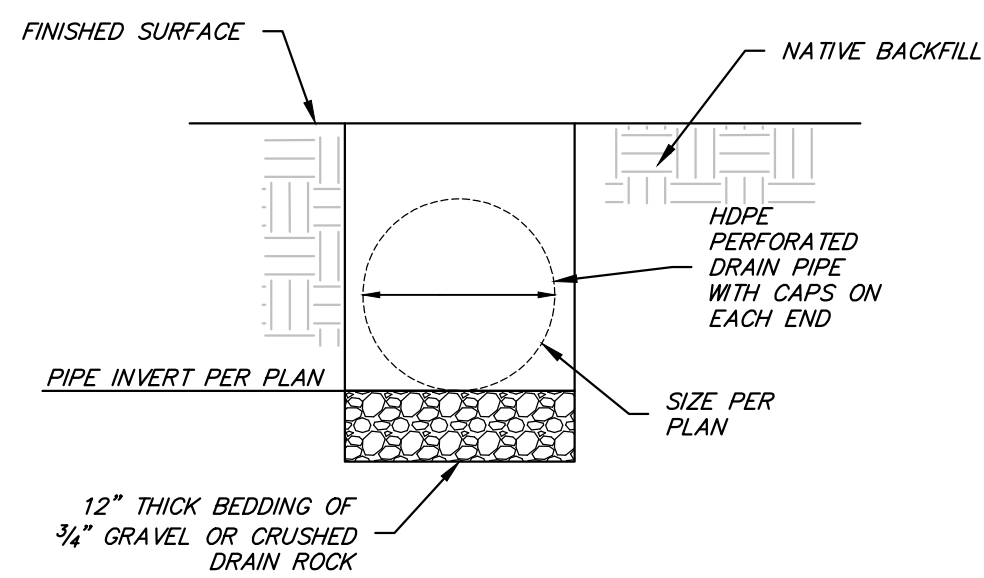 FINISHED SURFACE
NATIVE BACKFILL
HDPE
PERFORATED
DRAIN PIPE
WITH CAPS ON
EACH END
PIPE INVERT PER PLAN
SIZE PER
PLAN
12" THICK BEDDING OF
¾" GRAVEL OR CRUSHED
DRAIN ROCK